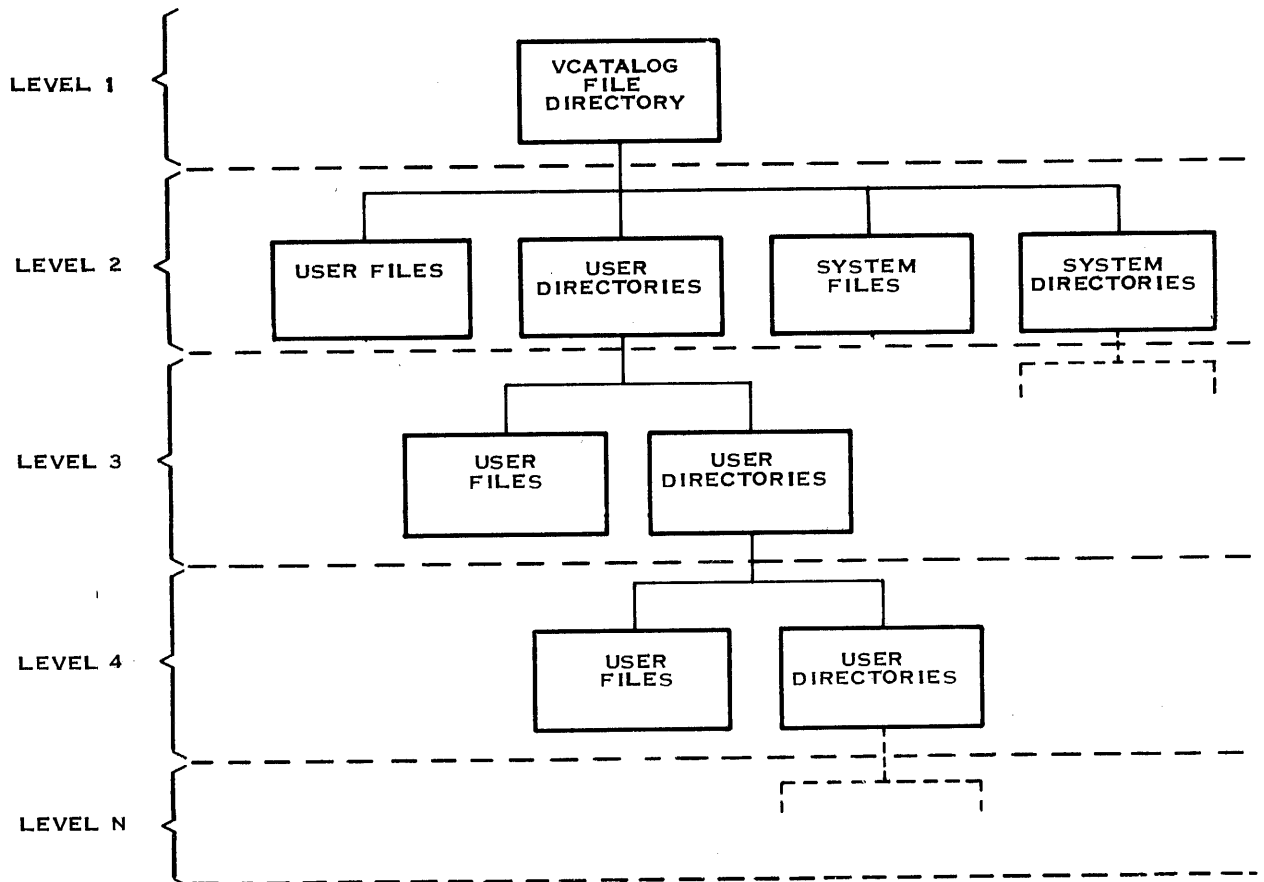 LEVEL 1
VCATALOG
FILE
DIRECTORY
LEVEL 2
USER FILES
USER
DIRECTORIES
SYSTEM
FILES
SYSTEM
DIRECTORIES
LEVEL 3
USER
FILES
USER
DIRECTORIES
LEVEL 4
USER
FILES
USER
DIRECTORIES
LEVEL N